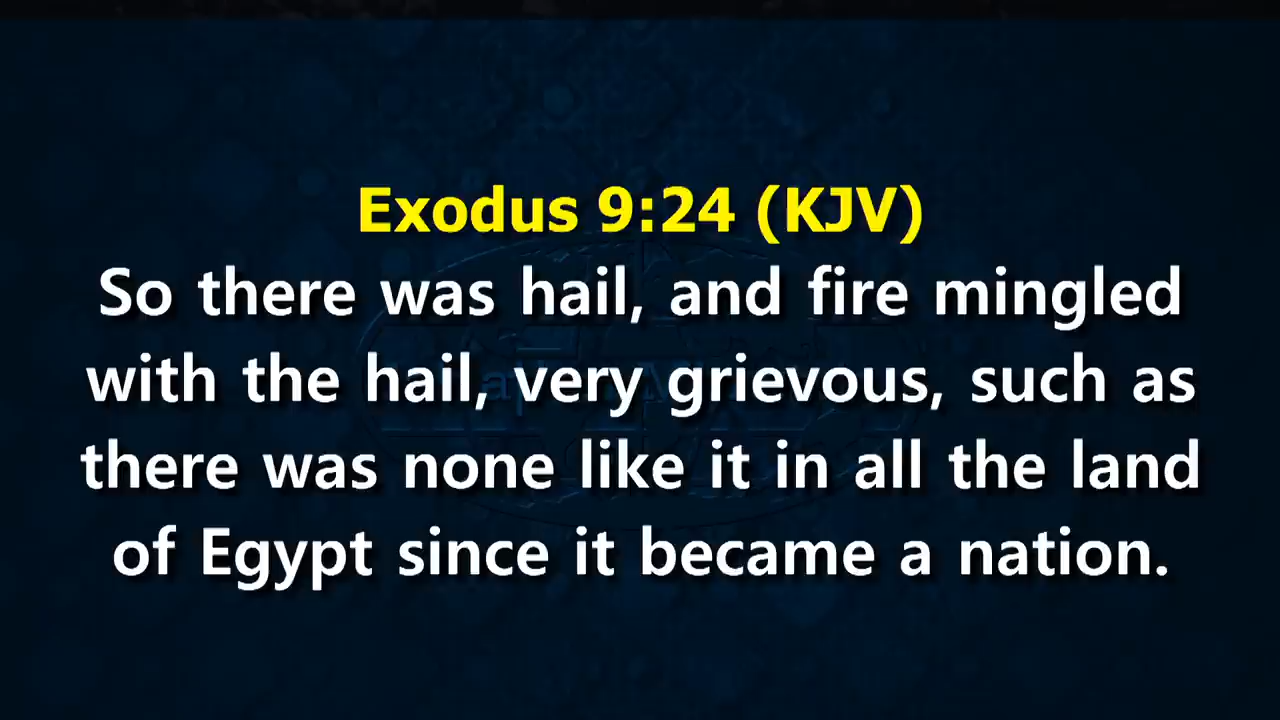 Exodus 9:24 (KJV)
So there was hail, and fire mingled
with the hail, very grievous, such as
there was none like it in all the land
of Egypt since it became a nation.